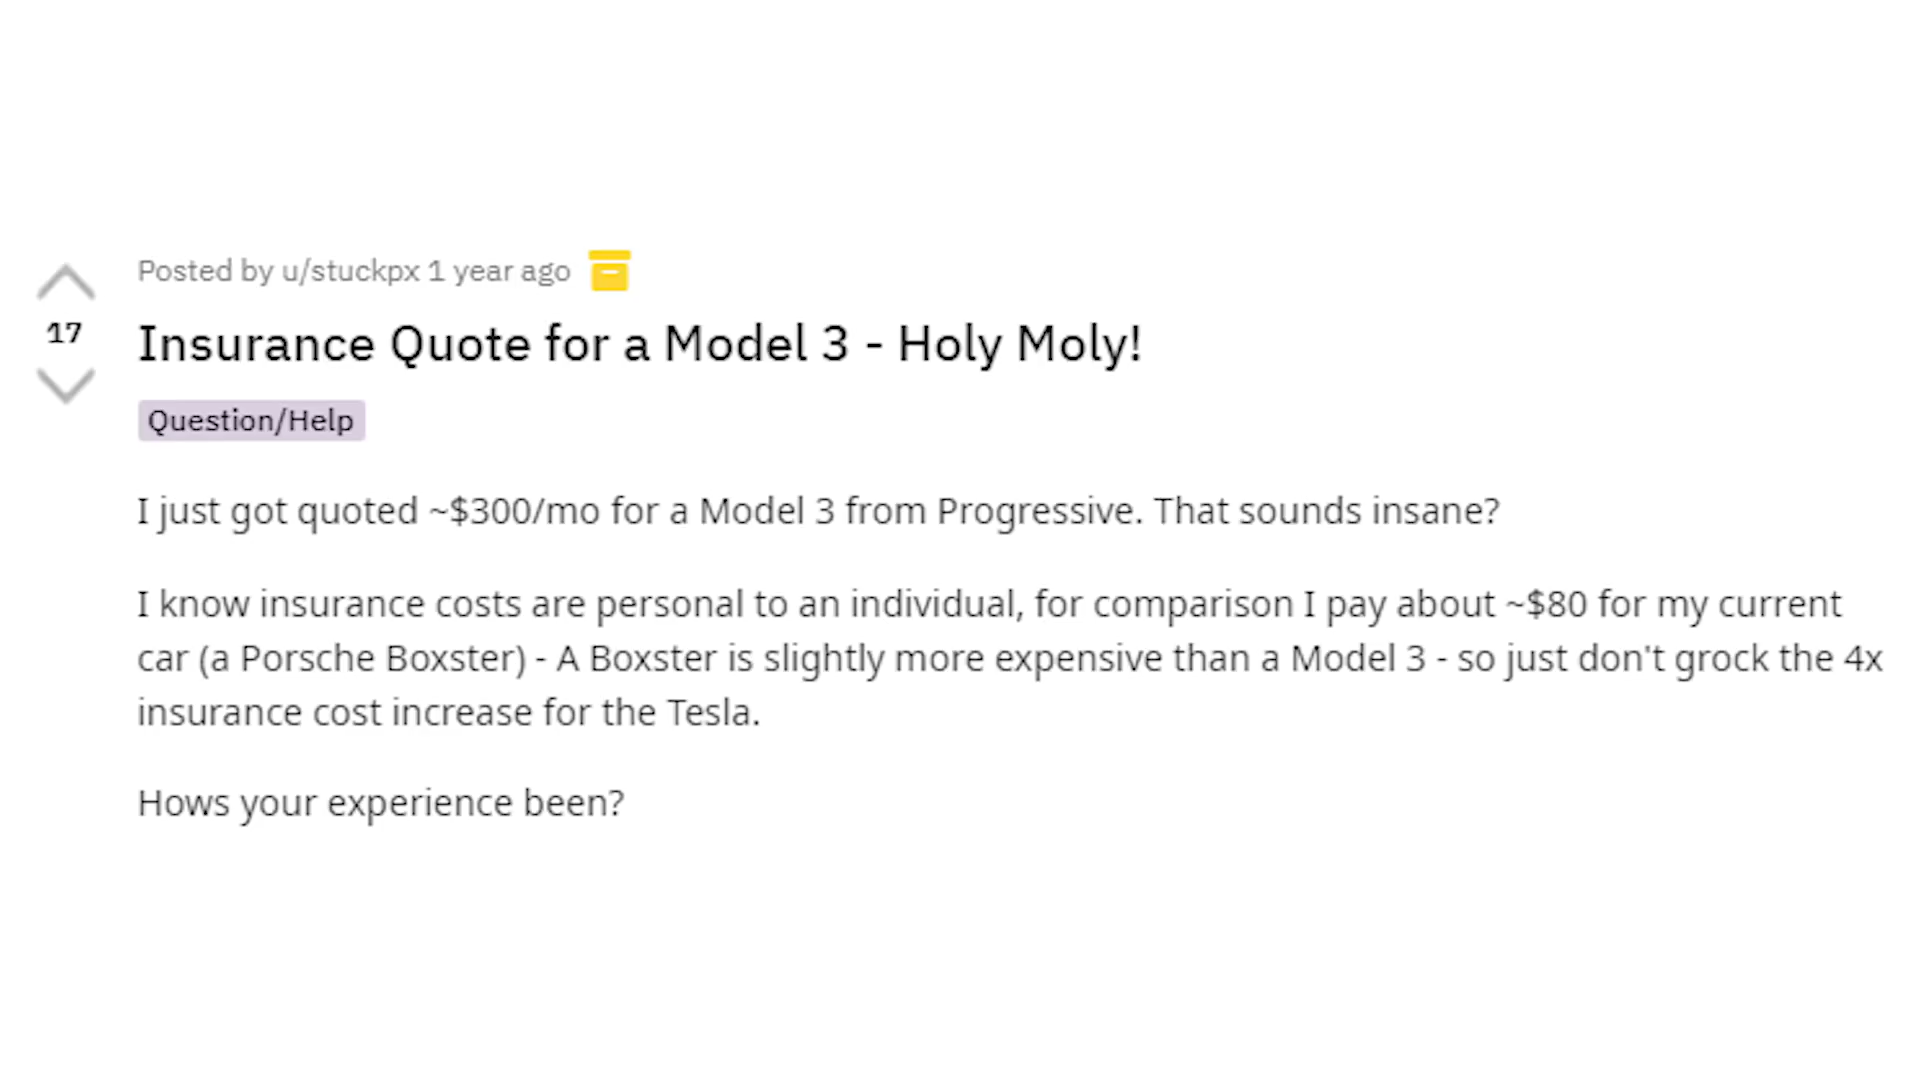 Posted by u/stuckpx 1 year ago
17
Insurance Quote for a Model 3 - Holy Moly!
Question/Help
I just got quoted ~$300/mo for a Model 3 from Progressive. That sounds insane?
I know insurance costs are personal to an individual, for comparison I pay about ~$80 for my current
car (a Porsche Boxster) - A Boxster is slightly more expensive than a Model 3 - so just don't grock the 4x
insurance cost increase for the Tesla.
Hows your experience been?